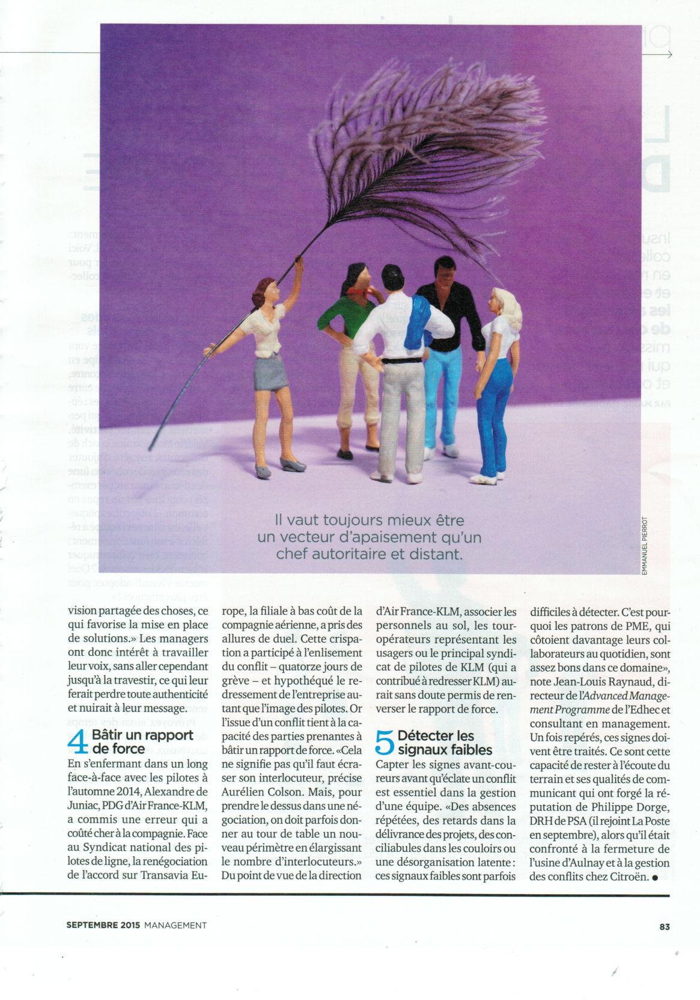 Il vaut toujours mieux être
un vecteur d'apaisement qu'un
chef autoritaire et distant.
EMMANUEL PIERROT
vision partagée des choses, ce
qui favorise la mise en place
de solutions.» Les managers
ont donc intérêt à travailler
leur voix, sans aller cependant
jusqu'à la travestir, ce qui leur
ferait perdre toute authenticité
et nuirait à leur message.
4 Bâtir un rapport
de force
En s'enfermant dans un long
face-à-face avec les pilotes à
l'automne 2014, Alexandre de
Juniac, PDG d'Air France-KLM,
a commis une erreur qui a
coûté cher à la compagnie. Face
au Syndicat national des pi-
lotes de ligne, la renégociation
de l'accord sur Transavia Eu-
rope, la filiale à bas coût de la
compagnie aérienne, a pris des
allures de duel. Cette crispa-
tion a participé à l'enlisement
du conflit – quatorze jours de
grève – et hypothéqué le re-
dressement de l'entreprise au-
tant que l'image des pilotes. Or
l'issue d'un conflit tient à la ca-
pacité des parties prenantes à
bâtir un rapport de force. «Cela
ne signifie pas qu'il faut écra-
ser son interlocuteur, précise
Aurélien Colson. Mais, pour
prendre le dessus dans une né-
gociation, on doit parfois don-
ner au tour de table un nou-
veau périmètre en élargissant
le nombre d'interlocuteurs.»
Du point de vue de la direction
d'Air France-KLM, associer les
personnels au sol, les tour-
opérateurs représentant les
usagers ou le principal syndi-
cat de pilotes de KLM (qui a
contribué à redresser KLM) au-
rait sans doute permis de ren-
verser le rapport de force.
5 Détecter les
signaux faibles
Capter les signes avant-cou-
reurs avant qu'éclate un conflit
est essentiel dans la gestion
d'une équipe. «Des absences
répétées, des retards dans la
délivrance des projets, des con-
ciliabules dans les couloirs ou
une désorganisation latente :
ces signaux faibles sont parfois
difficiles à détecter. C'est pour-
quoi les patrons de PME, qui
côtoient davantage leurs col-
laborateurs au quotidien, sont
assez bons dans ce domaine»,
note Jean-Louis Raynaud, di-
recteur de l'Advanced Manage-
ment Programme de l'Edhec et
consultant en management.
Un fois repérés, ces signes doi-
vent être traités. Ce sont cette
capacité de rester à l'écoute du
terrain et ses qualités de com-
municant qui ont forgé la ré-
putation de Philippe Dorge,
DRH de PSA (il rejoint La Poste
en septembre), alors qu'il était
confronté à la fermeture de
l'usine d'Aulnay et à la gestion
des conflits chez Citroën. ●
SEPTEMBRE 2015 MANAGEMENT
83